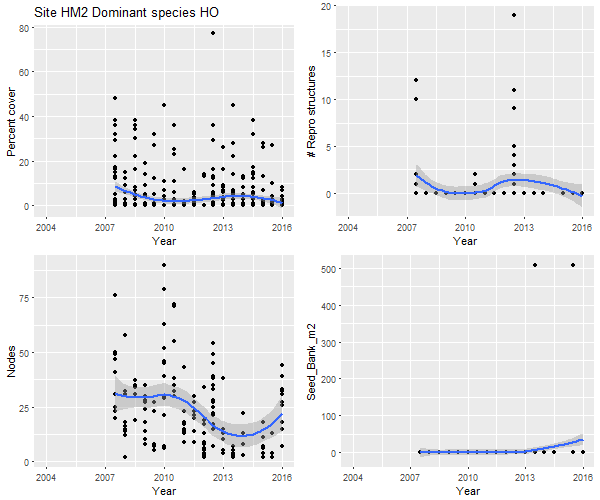 Site HM2 Dominant species HO
Percent cover
80
60
40
20
0
2004 2007 2010 2013 2016
Year
# Repro structures
20
15
10
5
0
2004 2007 2010 2013 2016
Year
Nodes
75
50
25
0
2004 2007 2010 2013 2016
Year
Seed_Bank_m2
500
400
300
200
100
0
2004 2007 2010 2013 2016
Year